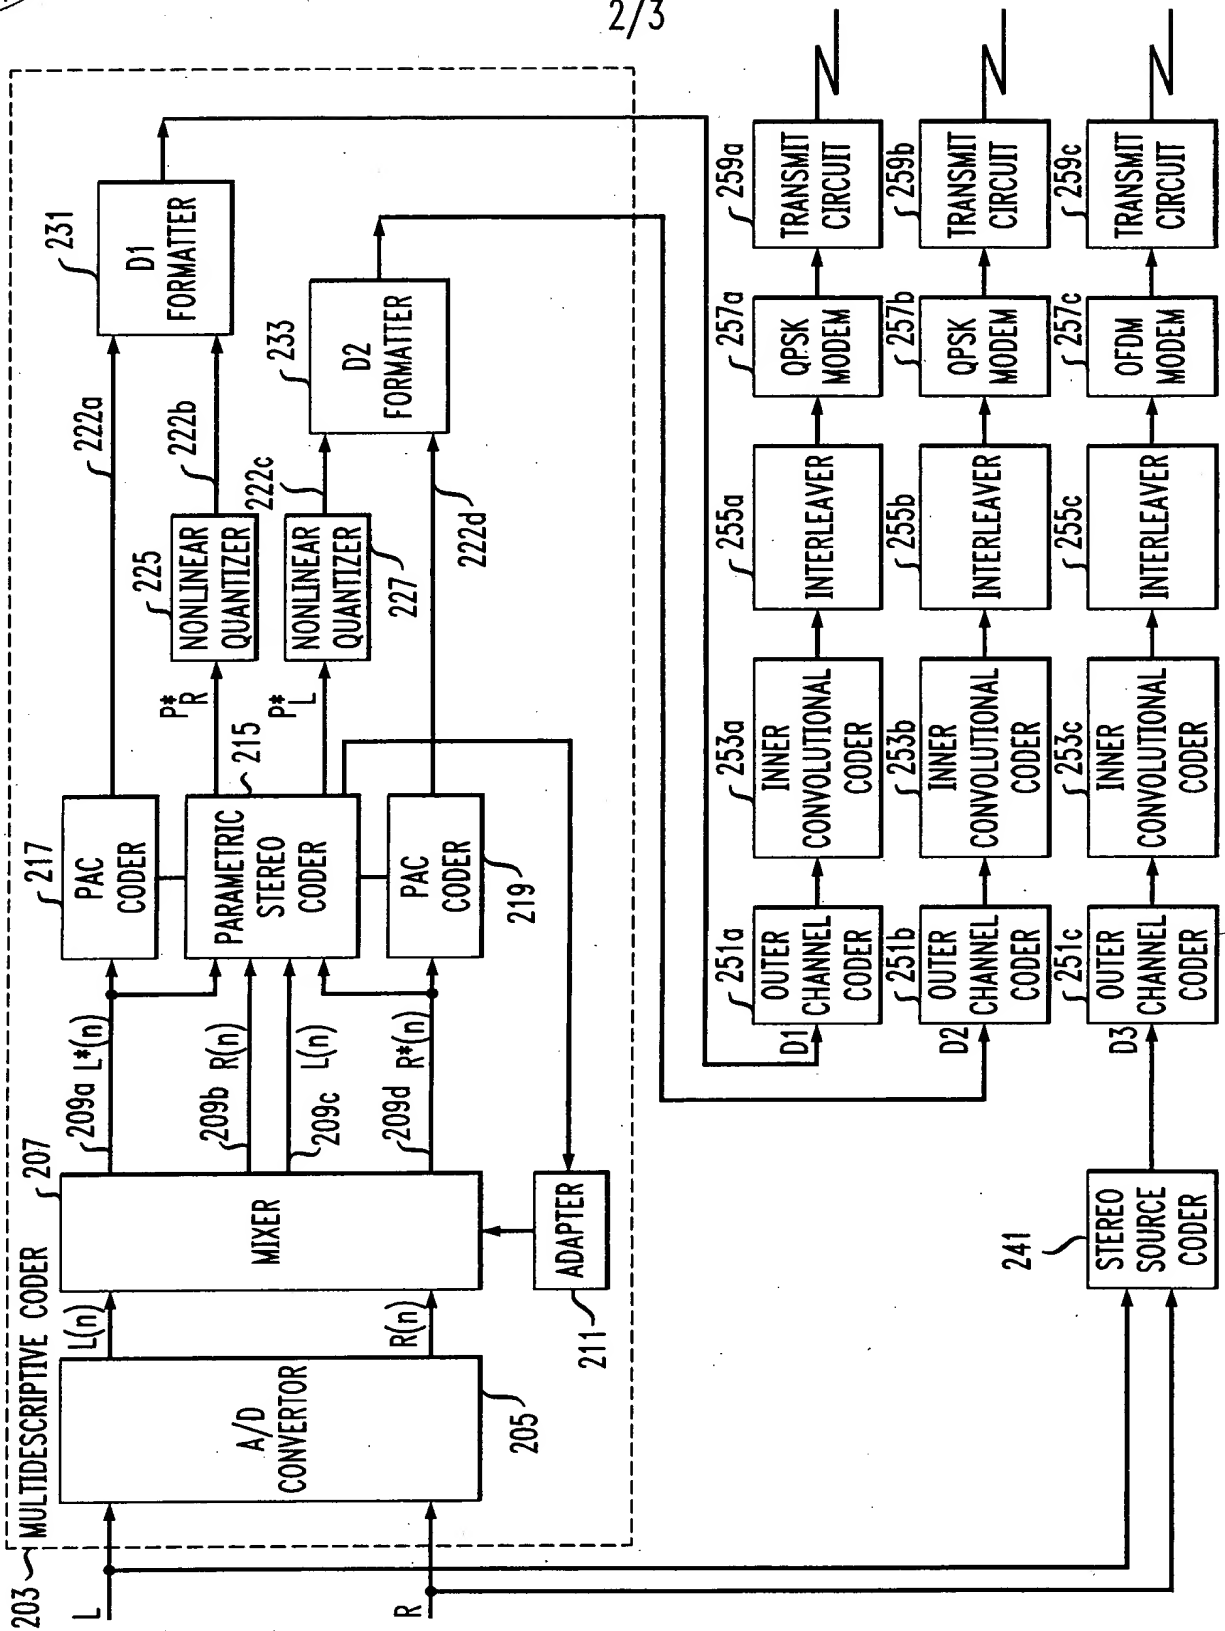 2/3
203
MULTIDESCRIPTIVE CODER
L
R
A/D
CONVERTOR
205
L(n)
R(n)
207
MIXER
ADAPTER
211
209a
L*(n)
209b
R(n)
209c
L(n)
209d
R*(n)
217
PAC
CODER
PARAMETRIC
STEREO
CODER
215
PAC
CODER
219
P*R
P*L
225
NONLINEAR
QUANTIZER
NONLINEAR
QUANTIZER
227
222a
222b
222c
222d
231
D1
FORMATTER
233
D2
FORMATTER
241
STEREO
SOURCE
CODER
D1
251a
OUTER
CHANNEL
CODER
253a
INNER
CONVOLUTIONAL
CODER
255a
INTERLEAVER
257a
QPSK
MODEM
259a
TRANSMIT
CIRCUIT
D2
251b
OUTER
CHANNEL
CODER
253b
INNER
CONVOLUTIONAL
CODER
255b
INTERLEAVER
257b
QPSK
MODEM
259b
TRANSMIT
CIRCUIT
D3
251c
OUTER
CHANNEL
CODER
253c
INNER
CONVOLUTIONAL
CODER
255c
INTERLEAVER
257c
OFDM
MODEM
259c
TRANSMIT
CIRCUIT